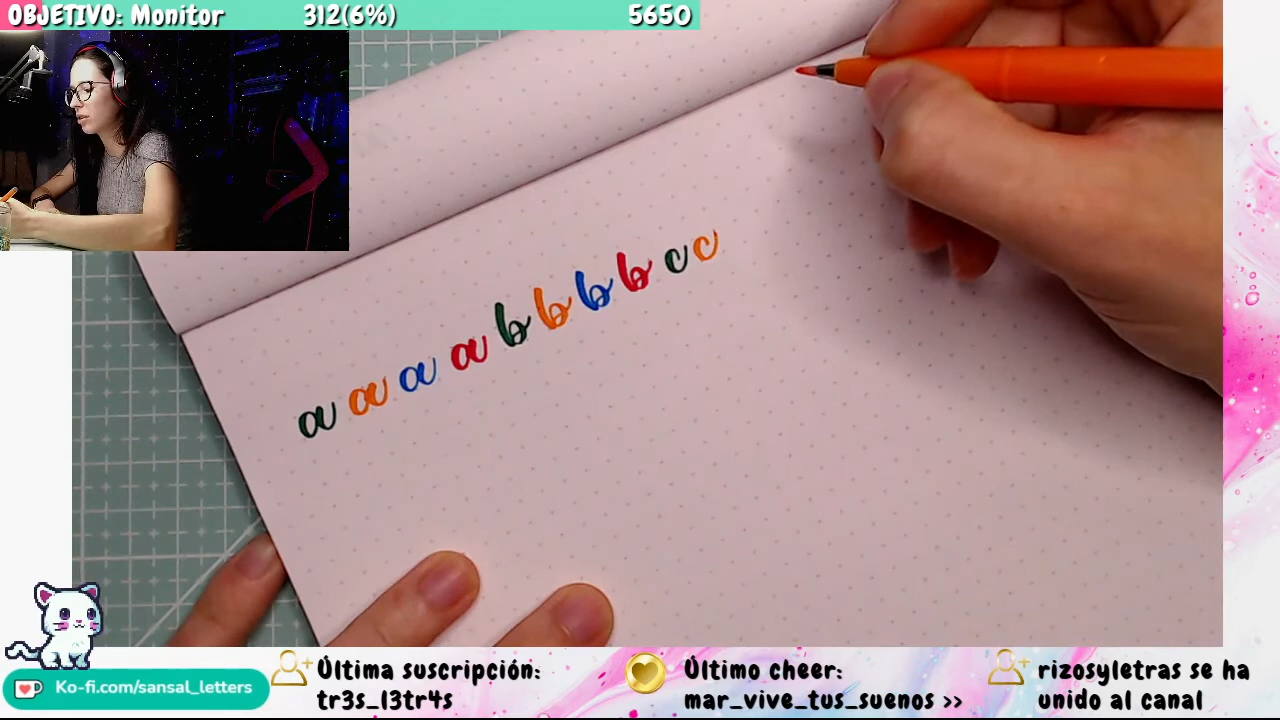 OBJETIVO: Monitor 312(6%) 5650
a a a a b b b b c c
Ko-fi.com/sansal_letters
Última suscripción:
tr3s_l3tr4s
Último cheer:
mar_vive_tus_suenos >>
rizosyletras se ha
unido al canal